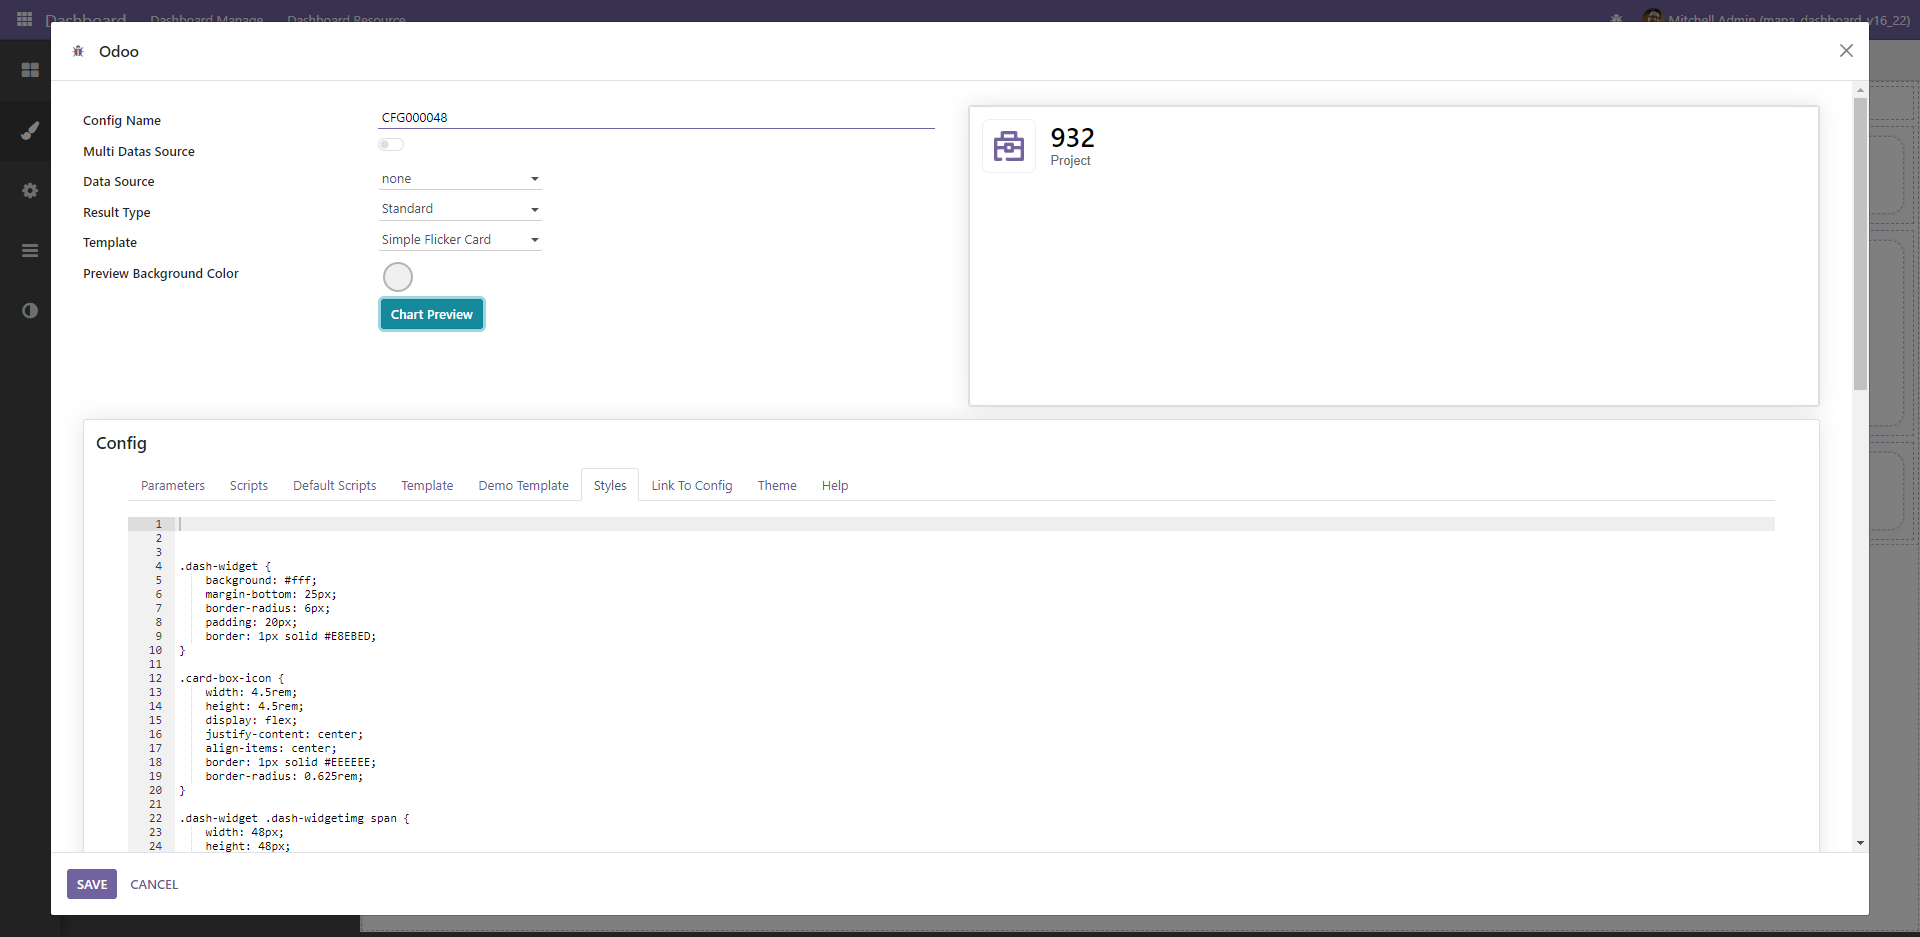 Dashboard Dashboard Manage Dashboard Resource Mitchell Admin (mana_dashboard_v16_22)
Odoo
Config Name CFG000048
Multi Datas Source
Data Source none
Result Type Standard
Template Simple Flicker Card
Preview Background Color
Chart Preview
932
Project
Config
Parameters Scripts Default Scripts Template Demo Template Styles Link To Config Theme Help
1
2
3
4 .dash-widget {
5 background: #fff;
6 margin-bottom: 25px;
7 border-radius: 6px;
8 padding: 20px;
9 border: 1px solid #E8EBED;
10 }
11
12 .card-box-icon {
13 width: 4.5rem;
14 height: 4.5rem;
15 display: flex;
16 justify-content: center;
17 align-items: center;
18 border: 1px solid #EEEEEE;
19 border-radius: 0.625rem;
20 }
21
22 .dash-widget .dash-widgetimg span {
23 width: 48px;
24 height: 48px;
SAVE CANCEL